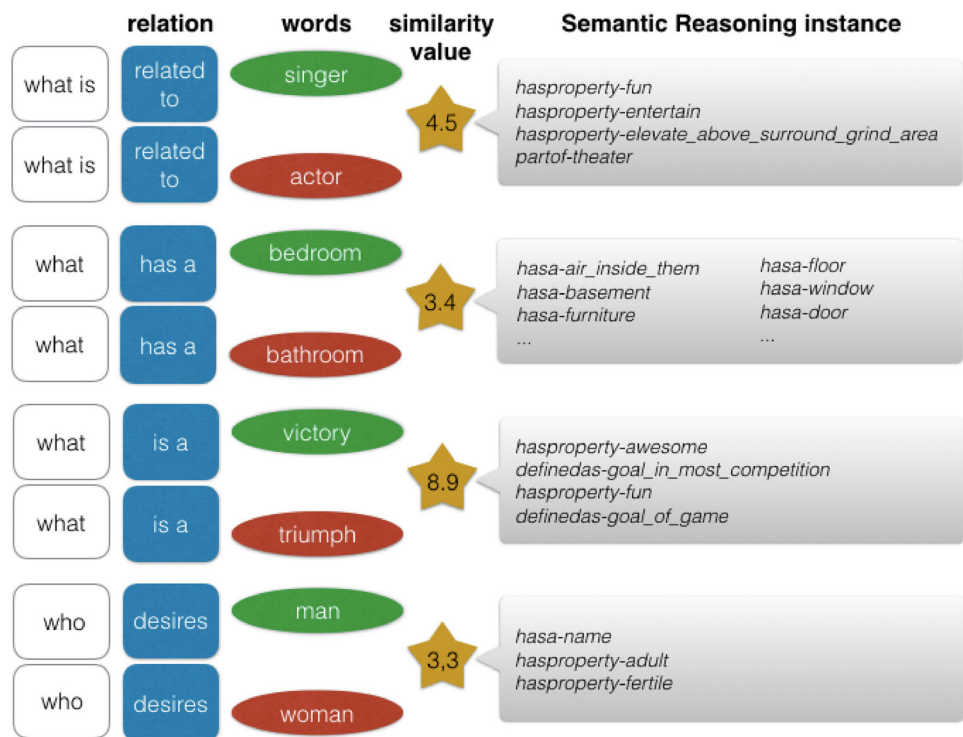 relation words similarity value Semantic Reasoning instance
what is related to singer
what is related to actor
4.5
hasproperty-fun
hasproperty-entertain
hasproperty-elevate_above_surround_grind_area
partof-theater
what has a bedroom
what has a bathroom
3.4
hasa-air_inside_them hasa-floor
hasa-basement hasa-window
hasa-furniture hasa-door
... ...
what is a victory
what is a triumph
8.9
hasproperty-awesome
definedas-goal_in_most_competition
hasproperty-fun
definedas-goal_of_game
who desires man
who desires woman
3,3
hasa-name
hasproperty-adult
hasproperty-fertile